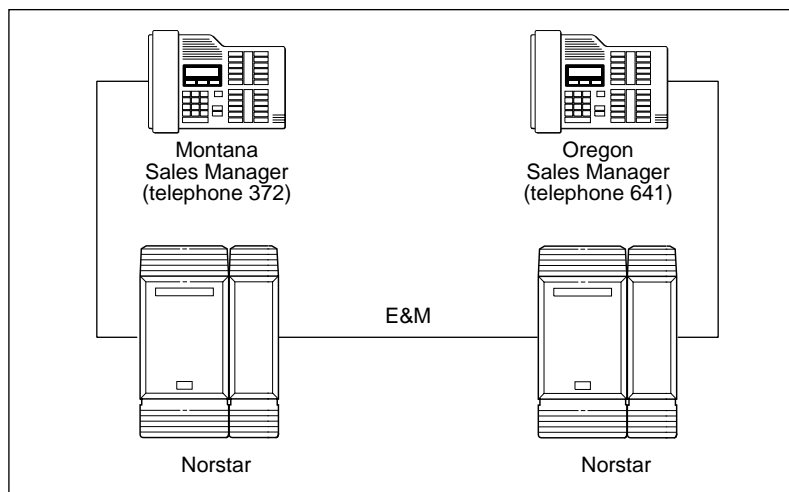 Montana
Sales Manager
(telephone 372)
Oregon
Sales Manager
(telephone 641)
E&M
Norstar
Norstar